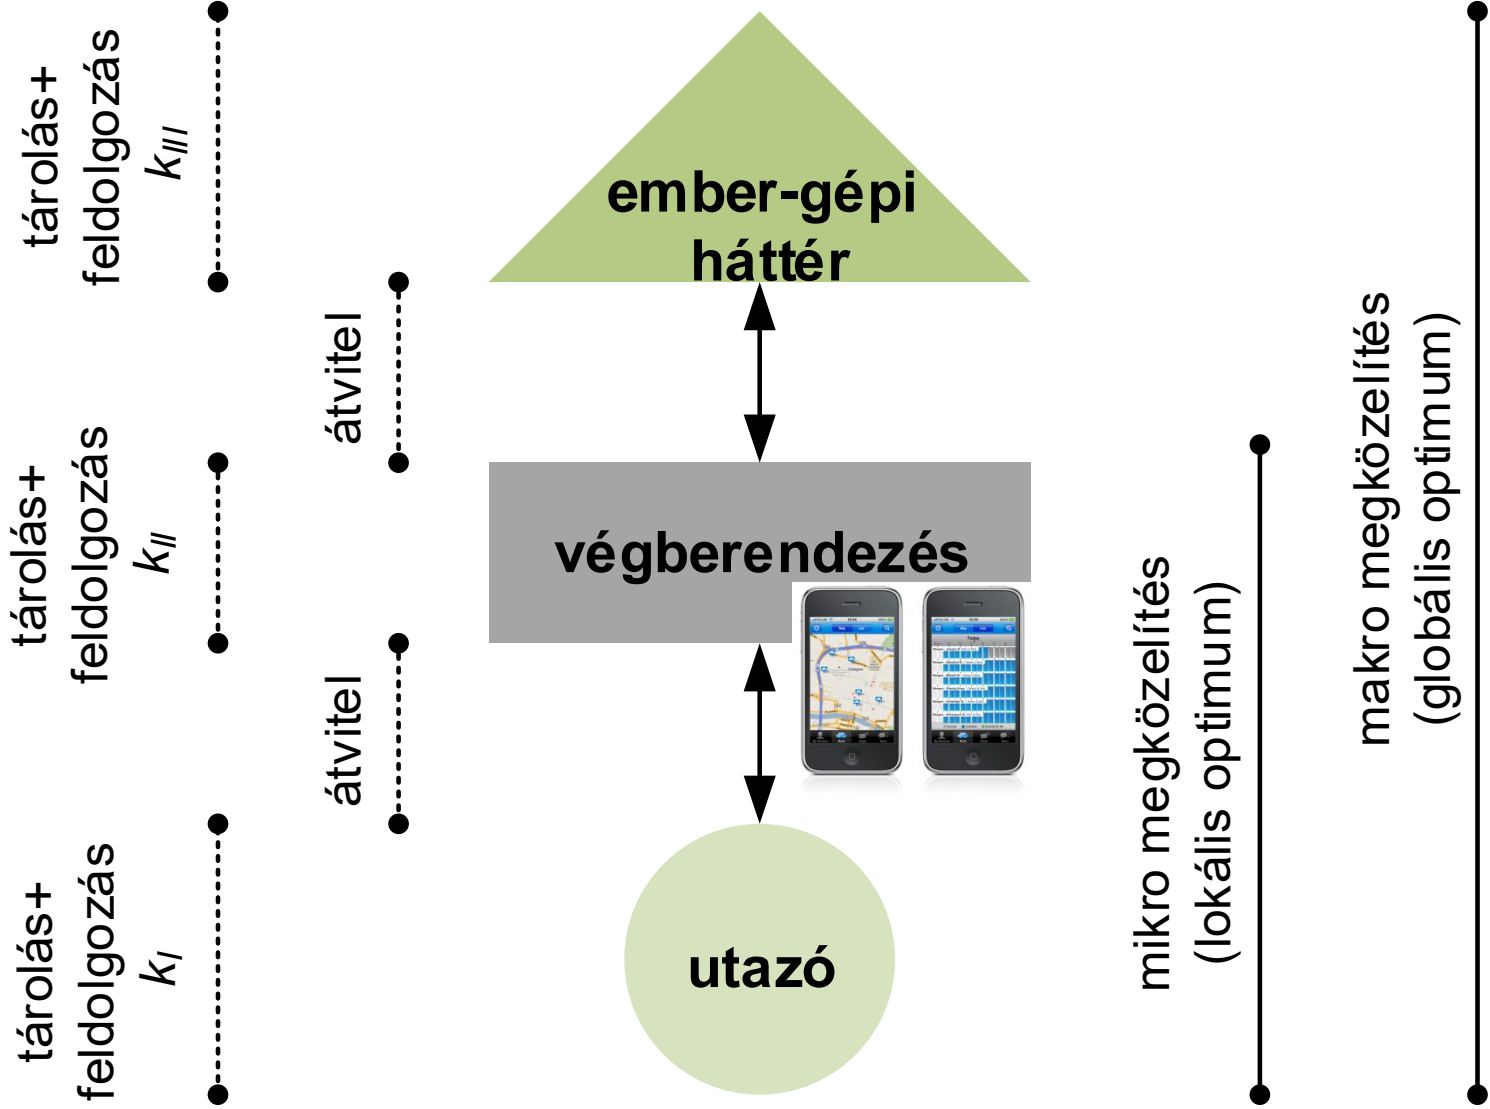 tárolás+
feldolgozás
kIII
ember-gépi
háttér
átvitel
tárolás+
feldolgozás
kII
végberendezés
átvitel
tárolás+
feldolgozás
kI
utazó
mikro megközelítés
(lokális optimum)
makro megközelítés
(globális optimum)